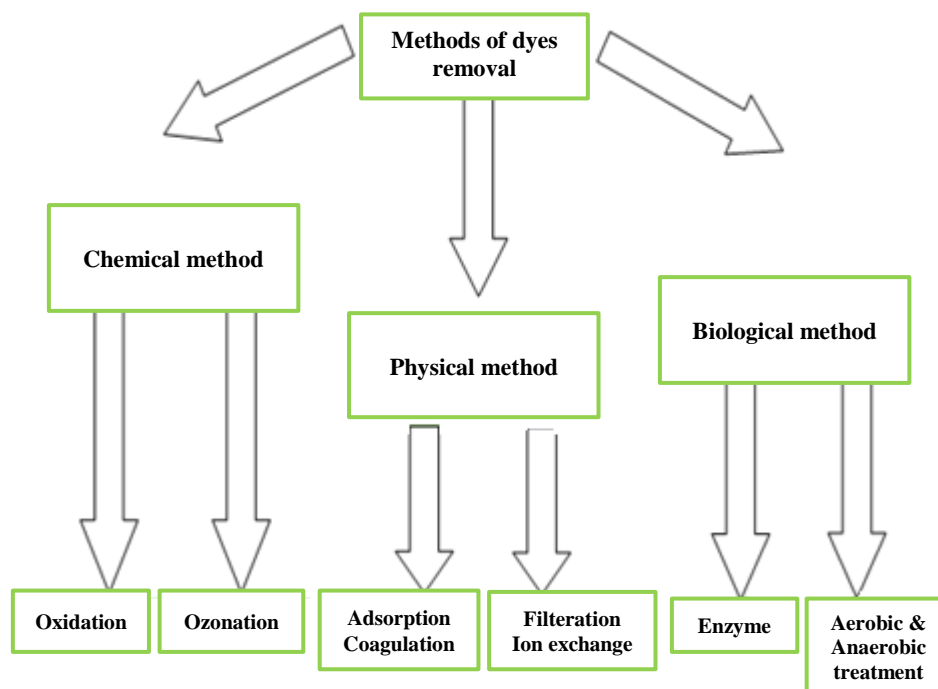 Methods of dyes
removal
Chemical method
Physical method
Biological method
Oxidation
Ozonation
Adsorption
Coagulation
Filteration
Ion exchange
Enzyme
Aerobic &
Anaerobic
treatment